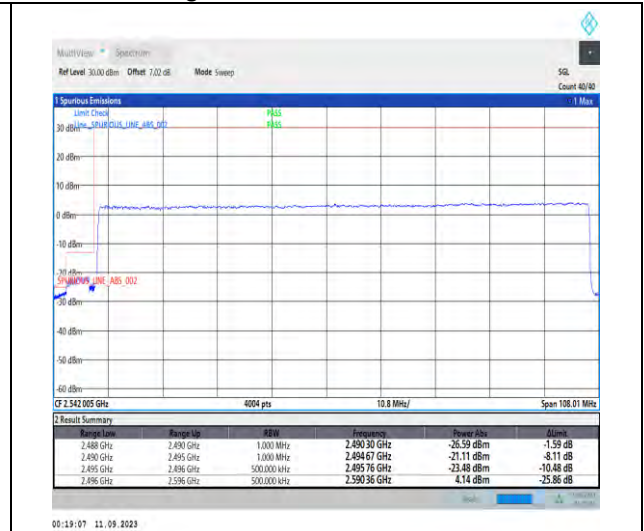 MultiView Spectrum
Ref Level 30.00 dBm Offset 7.02 dB Mode Sweep SGL
Count 40/40
1 Spurious Emissions 1 Max
Limit Check PASS
Line _SPURIOUS_LINE_ABS_002 PASS
30 dBm
20 dBm
10 dBm
0 dBm
-10 dBm
-20 dBm
_SPURIOUS_LINE_ABS_002
-30 dBm
-40 dBm
-50 dBm
-60 dBm
CF 2.542 005 GHz 4004 pts 10.8 MHz/ Span 108.01 MHz
2 Result Summary
Range Low Range Up RBW Frequency Power Abs ΔLimit
2.488 GHz 2.490 GHz 1.000 MHz 2.490 30 GHz -26.59 dBm -1.59 dB
2.490 GHz 2.495 GHz 1.000 MHz 2.494 67 GHz -21.11 dBm -8.11 dB
2.495 GHz 2.496 GHz 500.000 kHz 2.495 76 GHz -23.48 dBm -10.48 dB
2.496 GHz 2.596 GHz 500.000 kHz 2.590 36 GHz 4.14 dBm -25.86 dB
00:19:07 11.09.2023